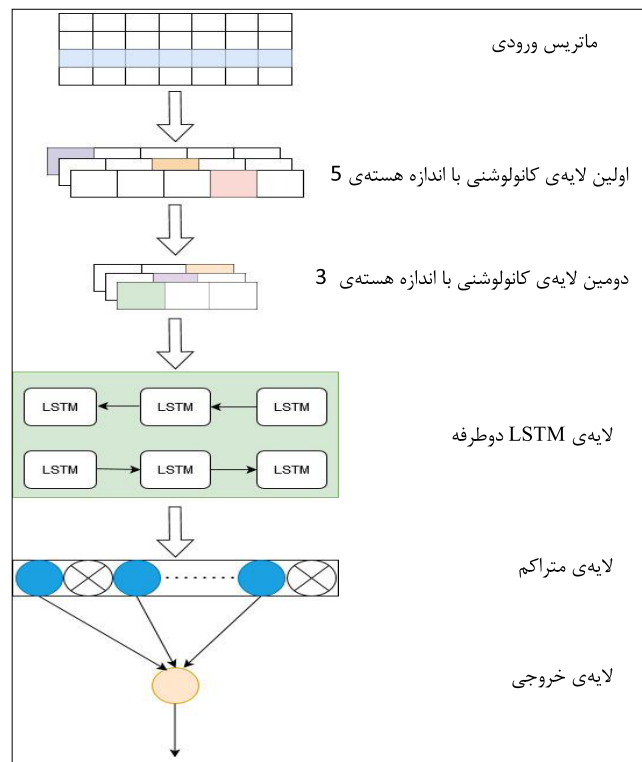 ماتریس ورودی
اولین لایه‌ی کانولوشنی با اندازه هسته‌ی 5
دومین لایه‌ی کانولوشنی با اندازه هسته‌ی 3
LSTM LSTM LSTM
لایه‌ی LSTM دوطرفه
LSTM LSTM LSTM
لایه‌ی متراکم
لایه‌ی خروجی